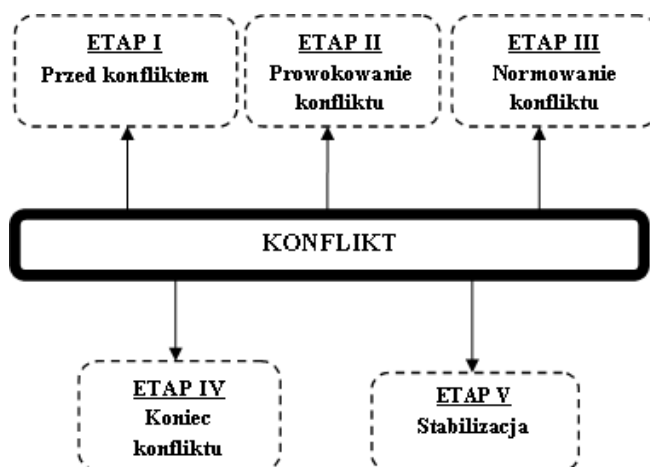 ETAP I
Przed konfliktem
ETAP II
Prowokowanie
konfliktu
ETAP III
Normowanie
konfliktu
KONFLIKT
ETAP IV
Koniec
konfliktu
ETAP V
Stabilizacja